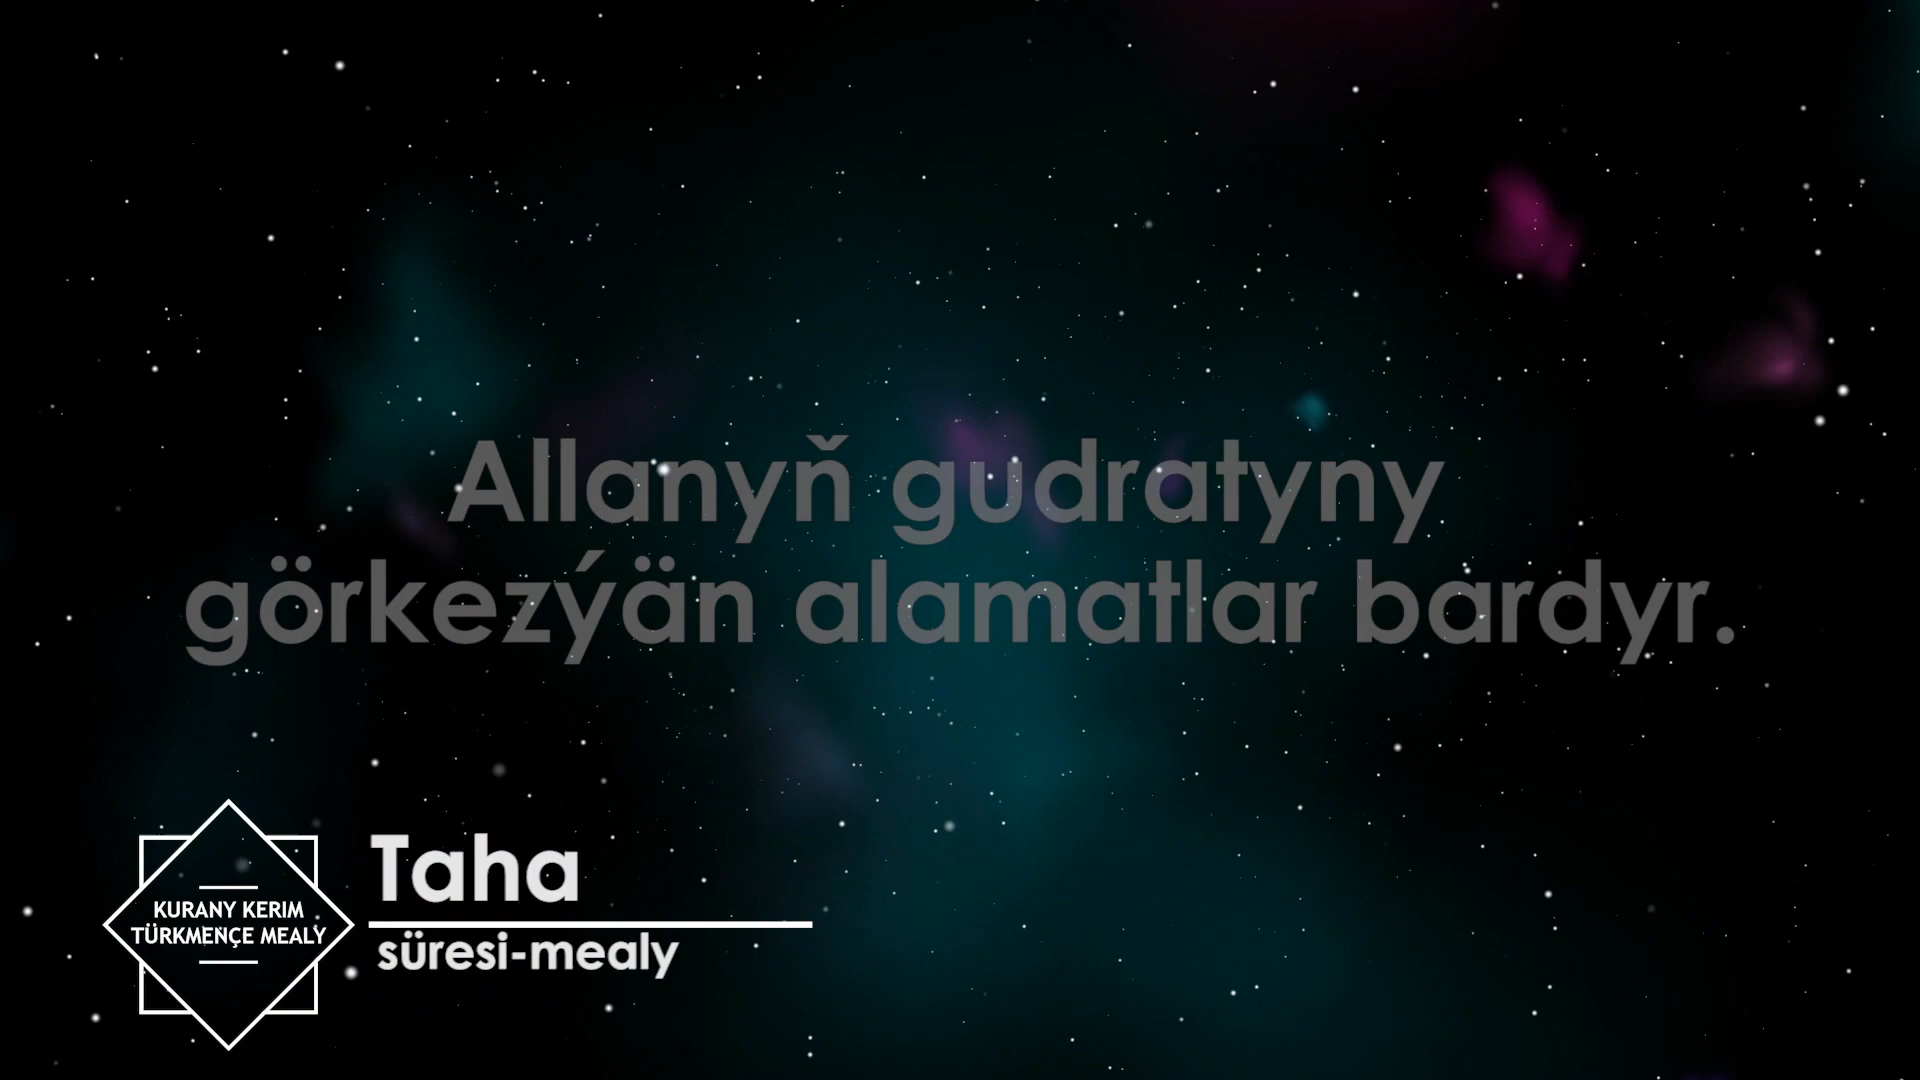 Allanyň gudratyny
görkezýän alamatlar bardyr.
Taha
süresi-mealy
KURANY KERIM
TÜRKMENÇE MEALY